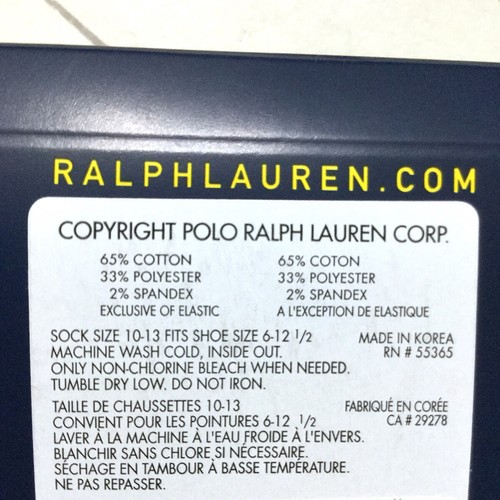 RALPHLAUREN.COM
COPYRIGHT POLO RALPH LAUREN CORP.
65% COTTON 65% COTON
33% POLYESTER 33% POLYESTER
2% SPANDEX 2% SPANDEX
EXCLUSIVE OF ELASTIC A L'EXCEPTION DE ELASTIQUE
SOCK SIZE 10-13 FITS SHOE SIZE 6-12 1/2 MADE IN KOREA
MACHINE WASH COLD, INSIDE OUT. RN # 55365
ONLY NON-CHLORINE BLEACH WHEN NEEDED.
TUMBLE DRY LOW. DO NOT IRON.
TAILLE DE CHAUSSETTES 10-13 FABRIQUÉ EN CORÉE
CONVIENT POUR LES POINTURES 6-12 1/2 CA # 29278
LAVER À LA MACHINE À L'EAU FROIDE À L'ENVERS.
BLANCHIR SANS CHLORE SI NÉCESSAIRE.
SÉCHAGE EN TAMBOUR À BASSE TEMPÉRATURE.
NE PAS REPASSER.